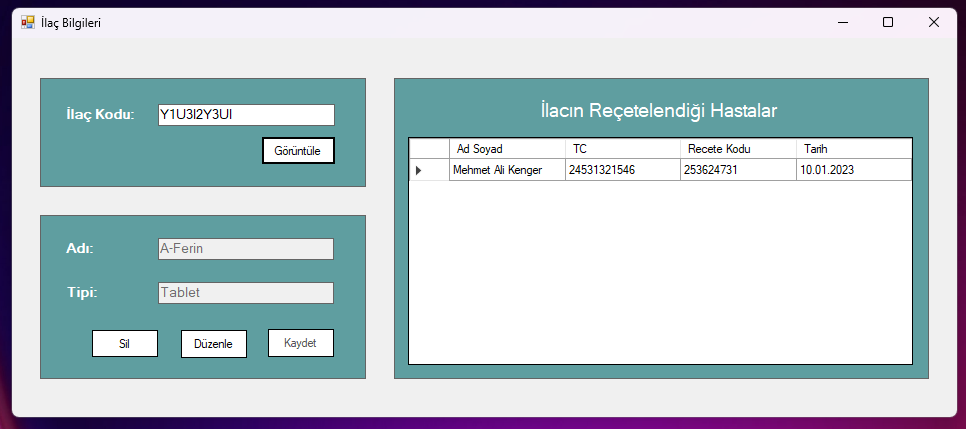 İlaç Bilgileri
İlaç Kodu: Y1U3I2Y3UI
Görüntüle
Adı: A-Ferin
Tipi: Tablet
Sil Düzenle Kaydet
İlacın Reçetelendiği Hastalar
Ad Soyad TC Recete Kodu Tarih
Mehmet Ali Kenger 24531321546 253624731 10.01.2023